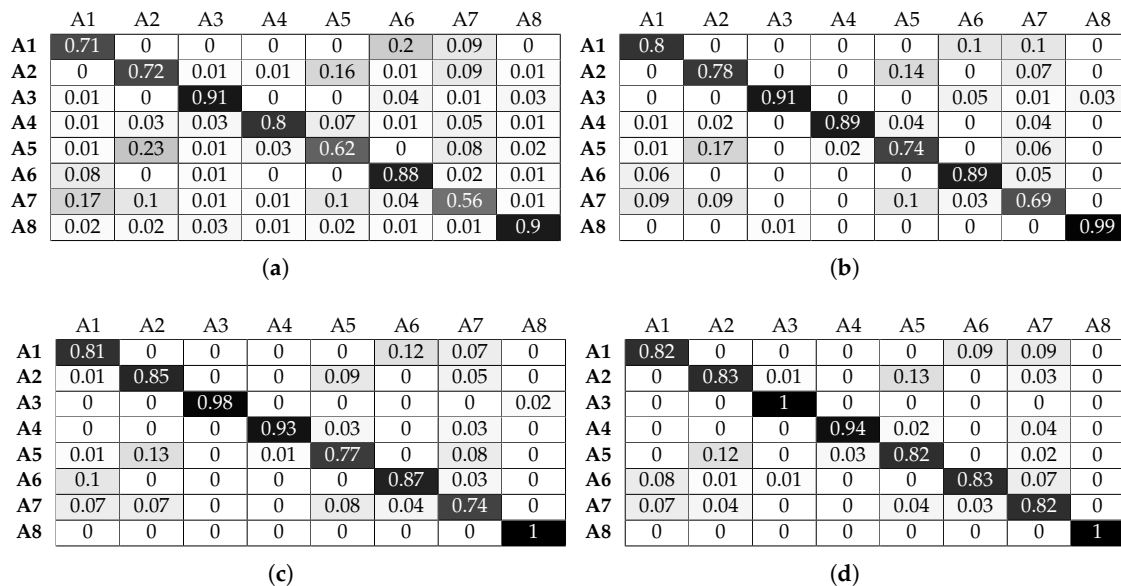 A1 A2 A3 A4 A5 A6 A7 A8
A1 0.71 0 0 0 0 0.2 0.09 0
A2 0 0.72 0.01 0.01 0.16 0.01 0.09 0.01
A3 0.01 0 0.91 0 0 0.04 0.01 0.03
A4 0.01 0.03 0.03 0.8 0.07 0.01 0.05 0.01
A5 0.01 0.23 0.01 0.03 0.62 0 0.08 0.02
A6 0.08 0 0.01 0 0 0.88 0.02 0.01
A7 0.17 0.1 0.01 0.01 0.1 0.04 0.56 0.01
A8 0.02 0.02 0.03 0.01 0.02 0.01 0.01 0.9
(a)
A1 A2 A3 A4 A5 A6 A7 A8
A1 0.8 0 0 0 0 0.1 0.1 0
A2 0 0.78 0 0 0.14 0 0.07 0
A3 0 0 0.91 0 0 0.05 0.01 0.03
A4 0.01 0.02 0 0.89 0.04 0 0.04 0
A5 0.01 0.17 0 0.02 0.74 0 0.06 0
A6 0.06 0 0 0 0 0.89 0.05 0
A7 0.09 0.09 0 0 0.1 0.03 0.69 0
A8 0 0 0.01 0 0 0 0 0.99
(b)
A1 A2 A3 A4 A5 A6 A7 A8
A1 0.81 0 0 0 0 0.12 0.07 0
A2 0.01 0.85 0 0 0.09 0 0.05 0
A3 0 0 0.98 0 0 0 0 0.02
A4 0 0 0 0.93 0.03 0 0.03 0
A5 0.01 0.13 0 0.01 0.77 0 0.08 0
A6 0.1 0 0 0 0 0.87 0.03 0
A7 0.07 0.07 0 0 0.08 0.04 0.74 0
A8 0 0 0 0 0 0 0 1
(c)
A1 A2 A3 A4 A5 A6 A7 A8
A1 0.82 0 0 0 0 0.09 0.09 0
A2 0 0.83 0.01 0 0.13 0 0.03 0
A3 0 0 1 0 0 0 0 0
A4 0 0 0 0.94 0.02 0 0.04 0
A5 0 0.12 0 0.03 0.82 0 0.02 0
A6 0.08 0.01 0.01 0 0 0.83 0.07 0
A7 0.07 0.04 0 0 0.04 0.03 0.82 0
A8 0 0 0 0 0 0 0 1
(d)